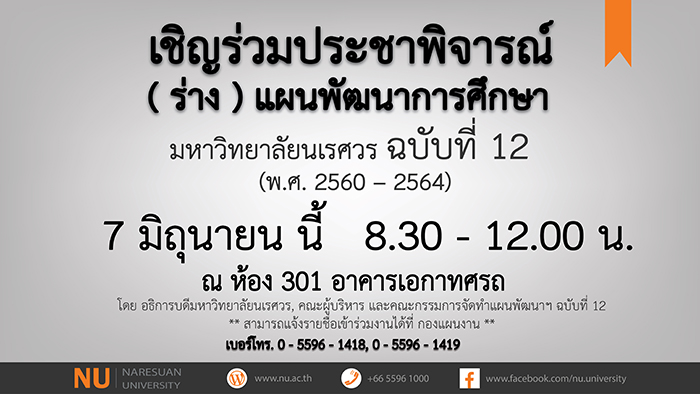 เชิญร่วมประชาพิจารณ์
( ร่าง ) แผนพัฒนาการศึกษา
มหาวิทยาลัยนเรศวร ฉบับที่ 12
(พ.ศ. 2560 – 2564)
7 มิถุนายน นี้ 8.30 - 12.00 น.
ณ ห้อง 301 อาคารเอกาทศรถ
โดย อธิการบดีมหาวิทยาลัยนเรศวร, คณะผู้บริหาร และคณะกรรมการจัดทำแผนพัฒนาฯ ฉบับที่ 12
** สามารถแจ้งรายชื่อเข้าร่วมงานได้ที่ กองแผนงาน **
เบอร์โทร. 0 - 5596 - 1418, 0 - 5596 - 1419
NU NARESUAN UNIVERSITY www.nu.ac.th +66 5596 1000 www.facebook.com/nu.university